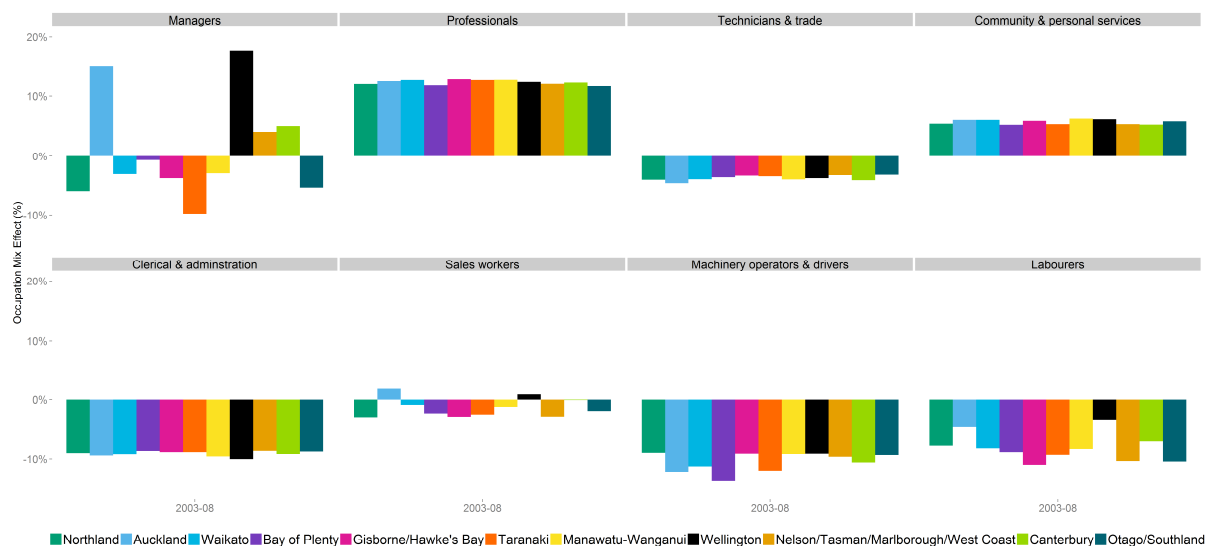 Managers
Professionals
Technicians & trade
Community & personal services
20%
10%
0%
-10%
Occupation Mix Effect (%)
Clerical & adminstration
Sales workers
Machinery operators & drivers
Labourers
20%
10%
0%
-10%
2003-08
2003-08
2003-08
2003-08
Northland Auckland Waikato Bay of Plenty Gisborne/Hawke's Bay Taranaki Manawatu-Wanganui Wellington Nelson/Tasman/Marlborough/West Coast Canterbury Otago/Southland